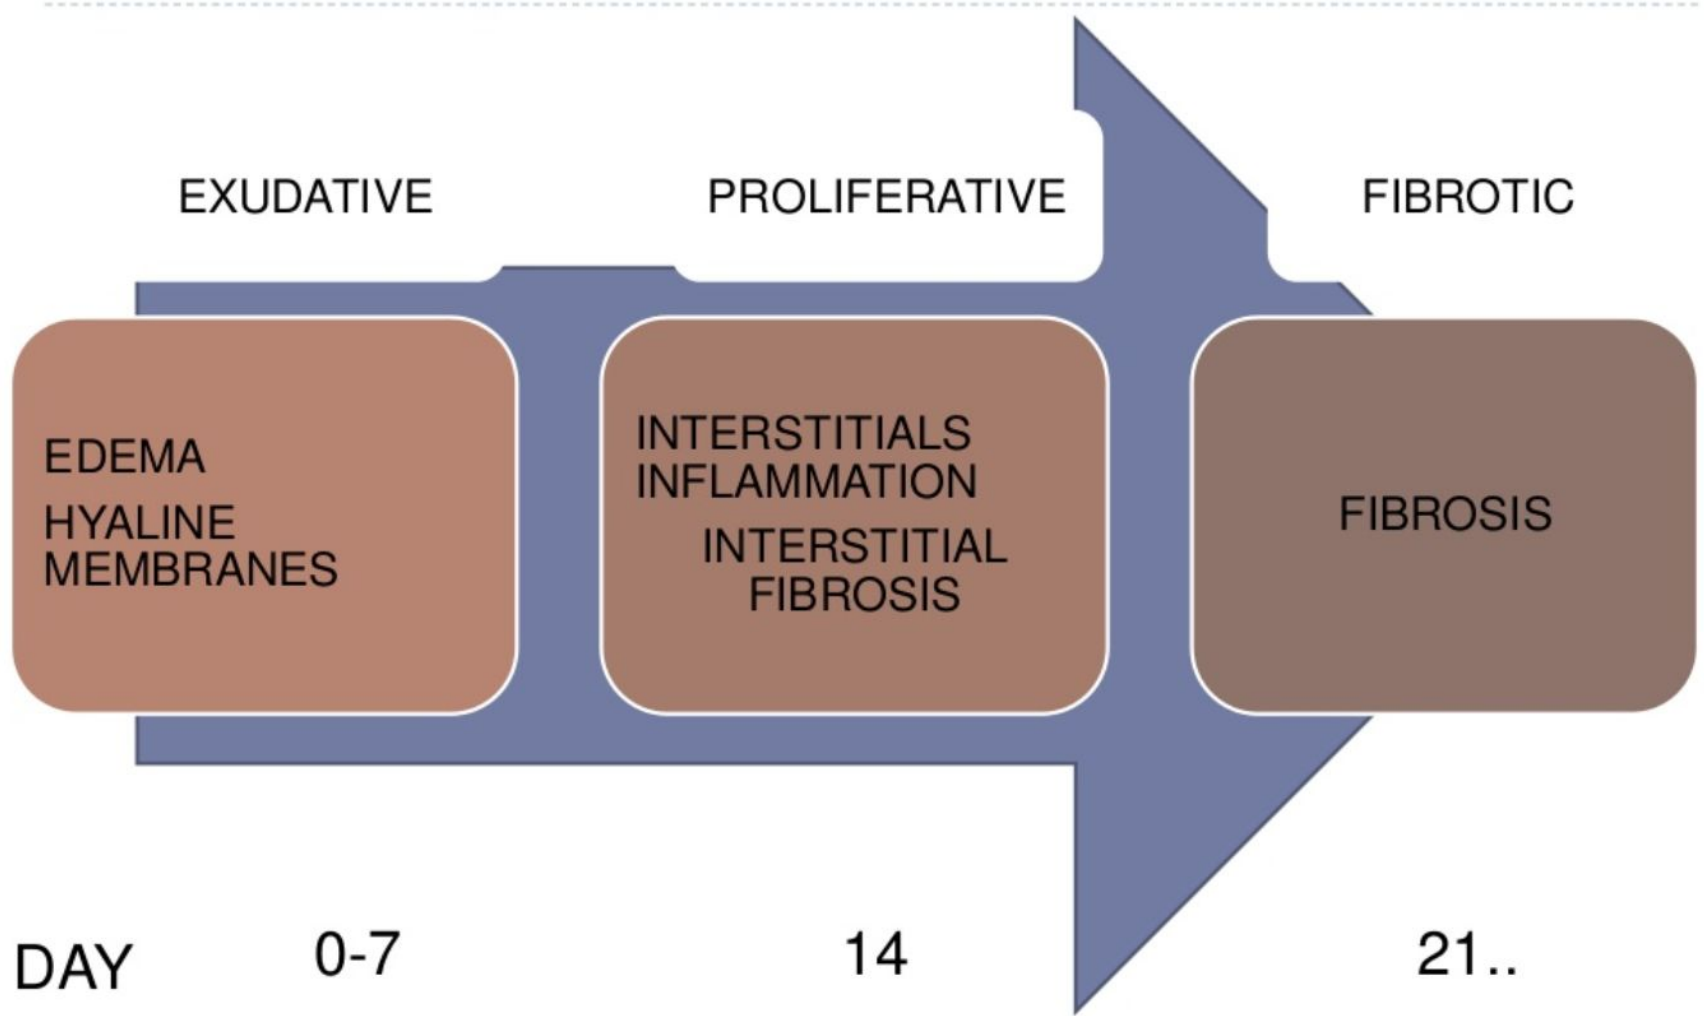 EXUDATIVE
PROLIFERATIVE
FIBROTIC
EDEMA
HYALINE
MEMBRANES
INTERSTITIALS
INFLAMMATION
INTERSTITIAL
FIBROSIS
FIBROSIS
DAY
0-7
14
21..